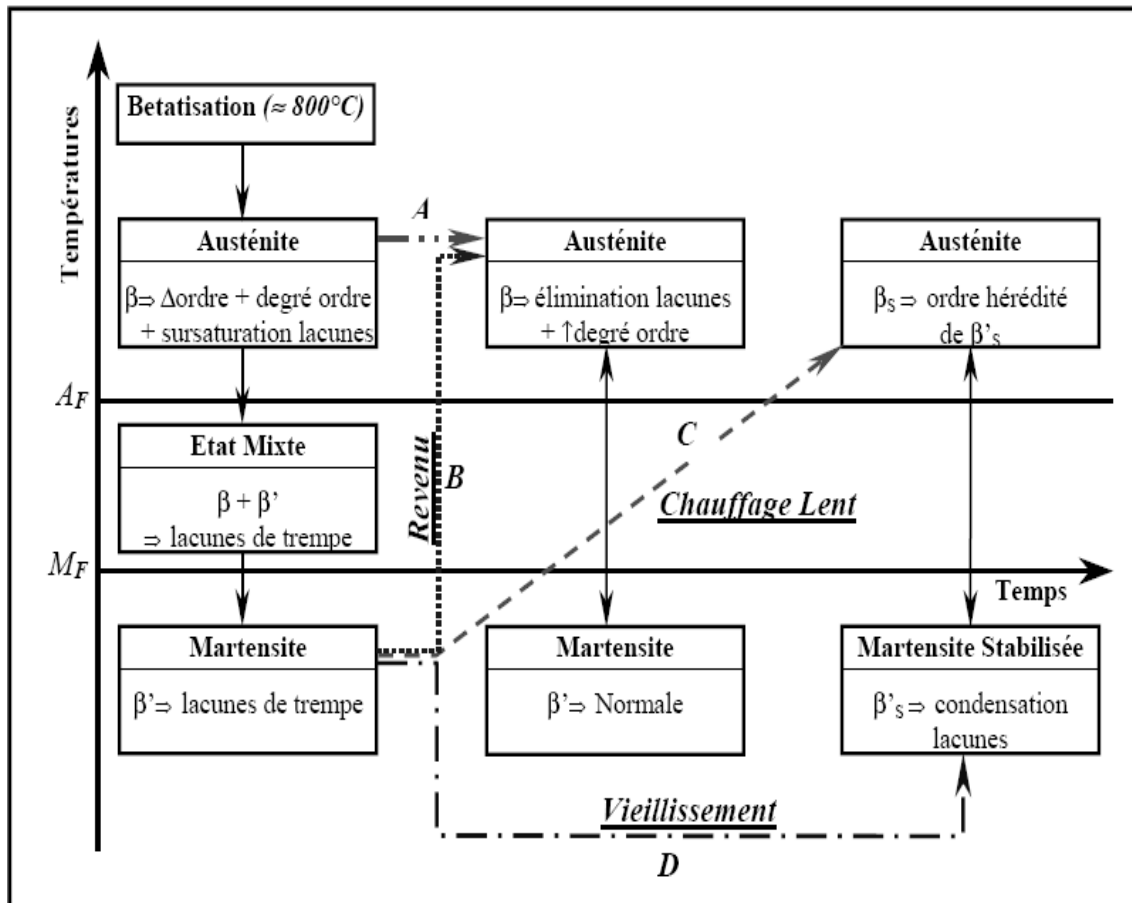 Températures
Betatisation (≈ 800°C)
A
Austénite
β⇒ Δordre + degré ordre
+ sursaturation lacunes
Austénite
β⇒ élimination lacunes
+ ↑degré ordre
Austénite
βS ⇒ ordre hérédité
de β'S
AF
Etat Mixte
β + β’
⇒ lacunes de trempe
Revenu
B
C
Chauffage Lent
MF
Temps
Martensite
β’⇒ lacunes de trempe
Martensite
β’⇒ Normale
Martensite Stabilisée
β’S ⇒ condensation
lacunes
Vieillissement
D